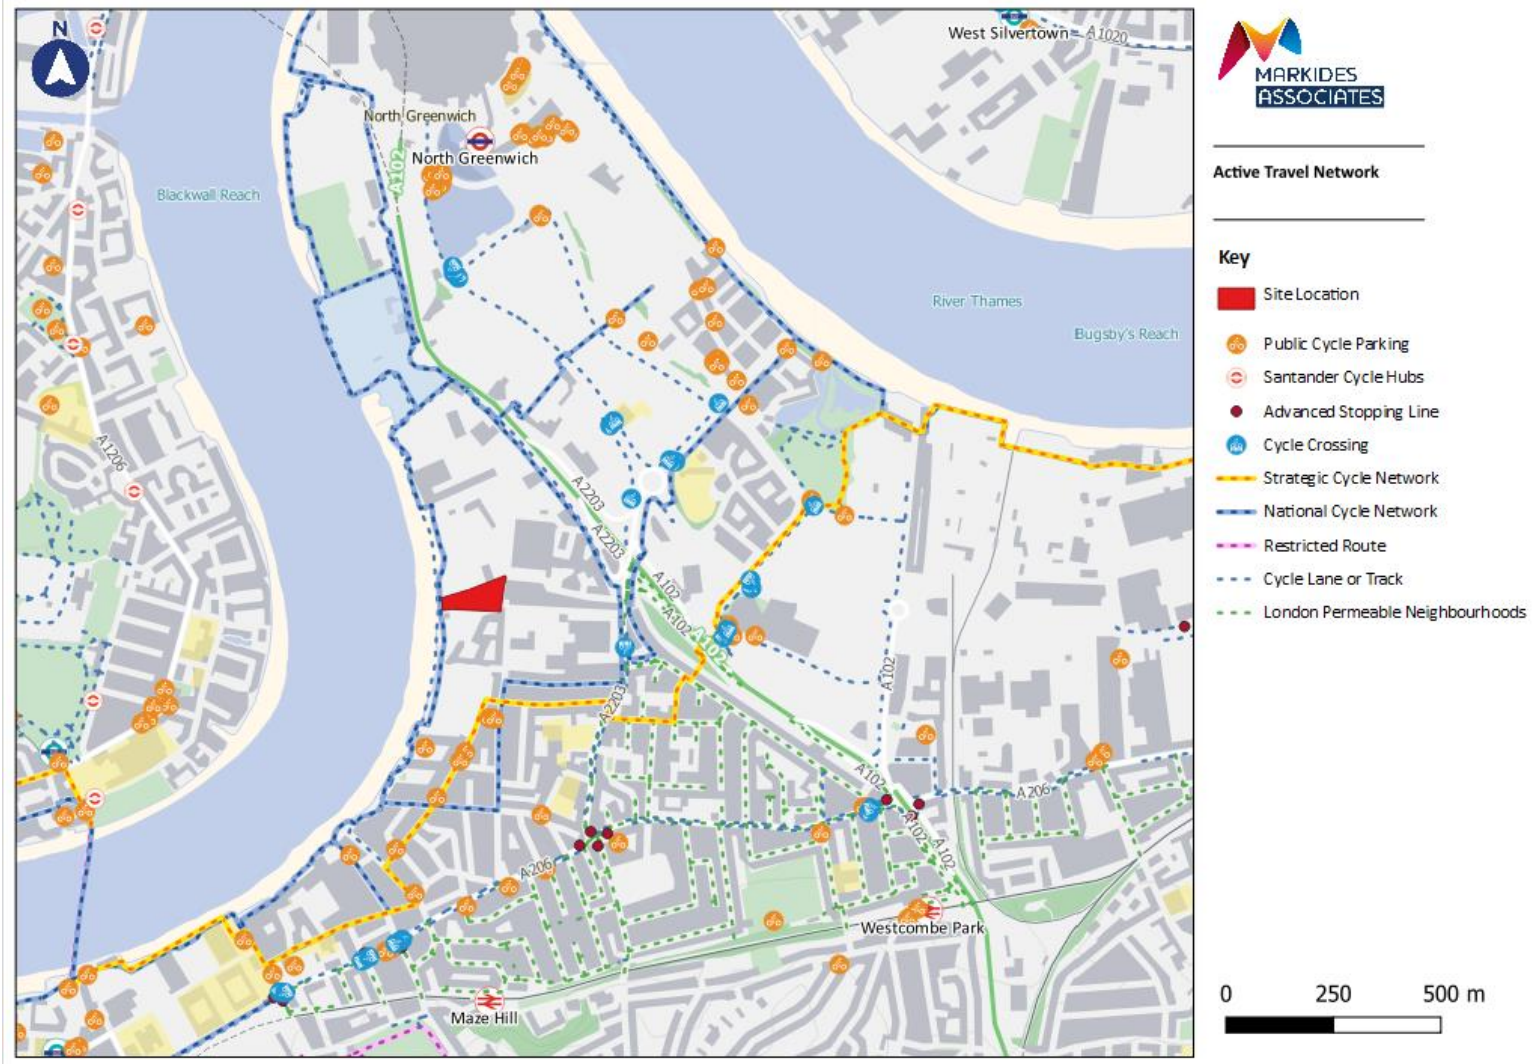 N
West Silvertown
A1020
North Greenwich
North Greenwich
A102
Blackwall Reach
River Thames
Bugsby's Reach
A1206
A2203
A2203
A102
A102
A102
A102
A2203
A102
A206
A102
A102
A206
Westcombe Park
Maze Hill
MARKIDES
ASSOCIATES
Active Travel Network
Key
Site Location
Public Cycle Parking
Santander Cycle Hubs
Advanced Stopping Line
Cycle Crossing
Strategic Cycle Network
National Cycle Network
Restricted Route
Cycle Lane or Track
London Permeable Neighbourhoods
0 250 500 m